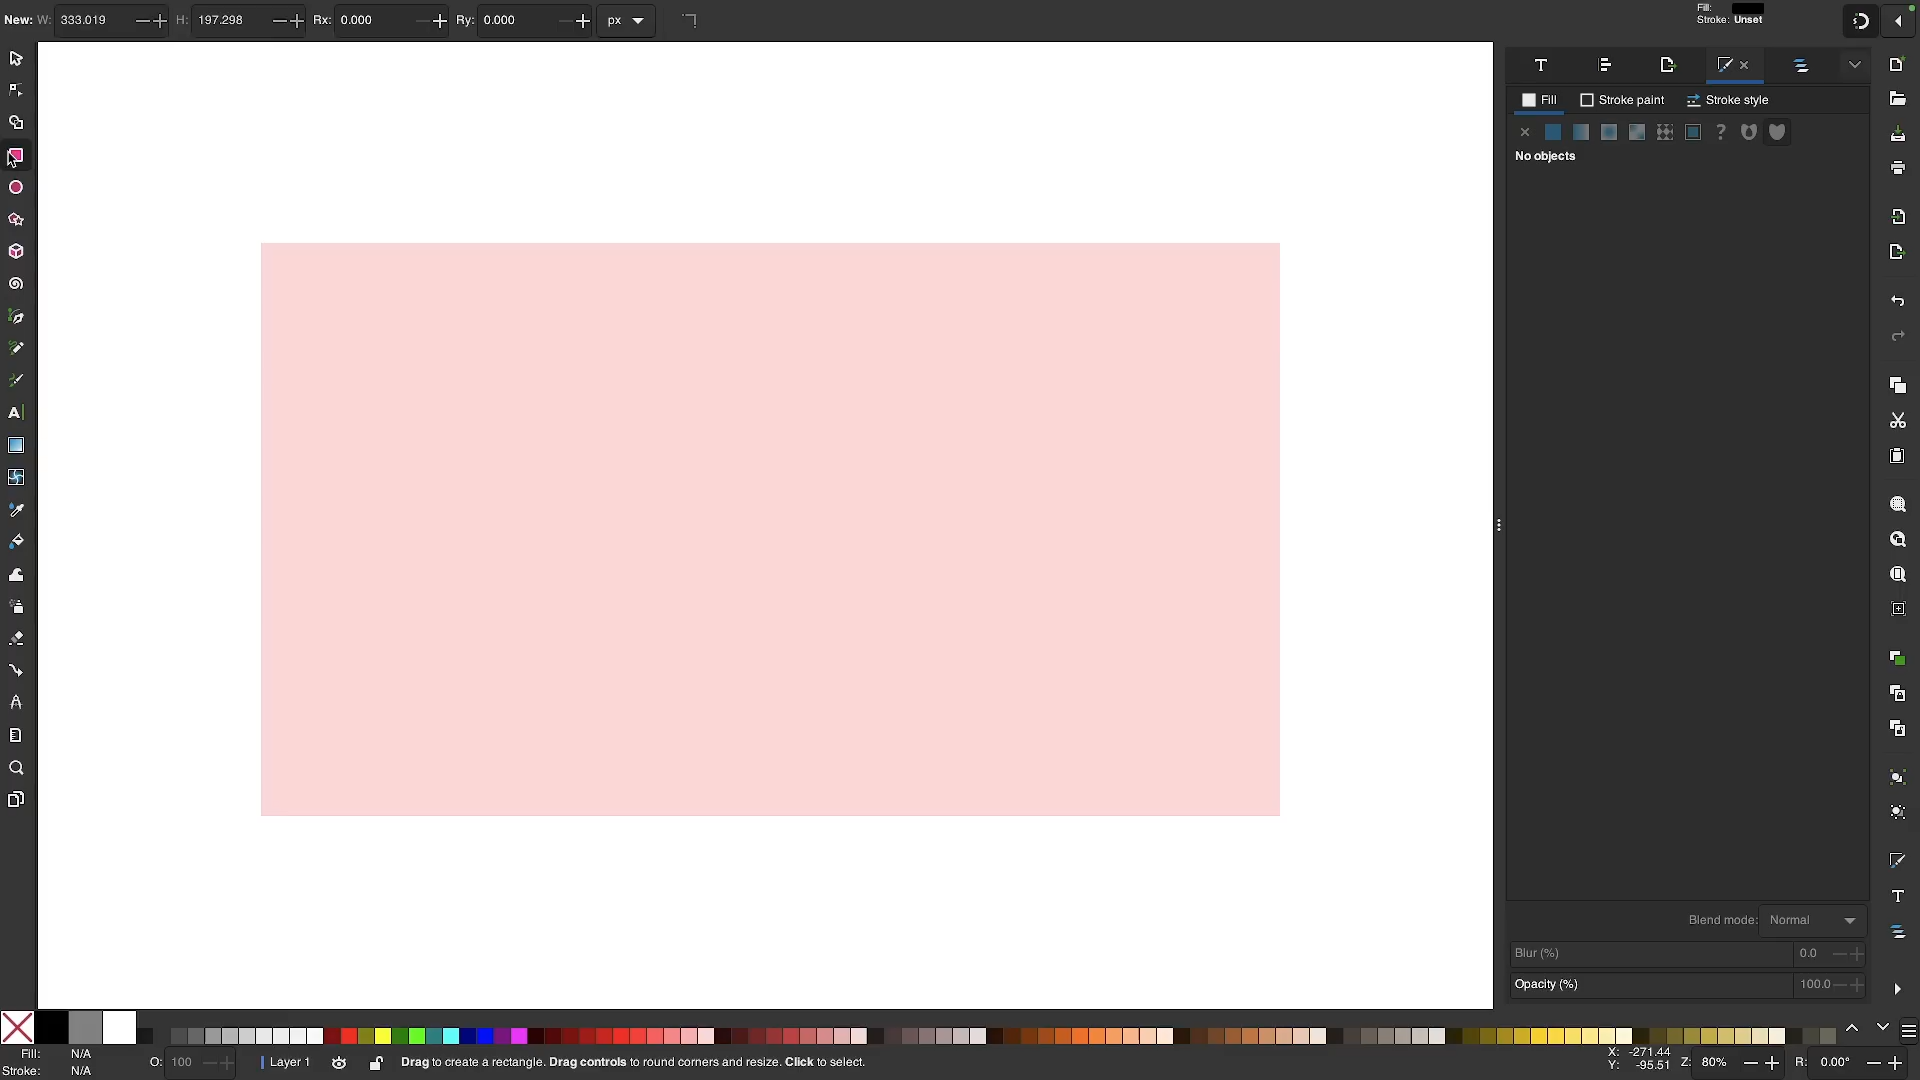 New: W: 333.019 H: 197.298 Rx: 0.000 Ry: 0.000 px
Fill:
Stroke: Unset
Fill Stroke paint Stroke style
No objects
Blend mode: Normal
Blur (%) 0.0
Opacity (%) 100.0
Fill: N/A
Stroke: N/A
O: 100
Layer 1
Drag to create a rectangle. Drag controls to round corners and resize. Click to select.
X: -271.44
Y: -95.51
Z: 80%
R: 0.00°